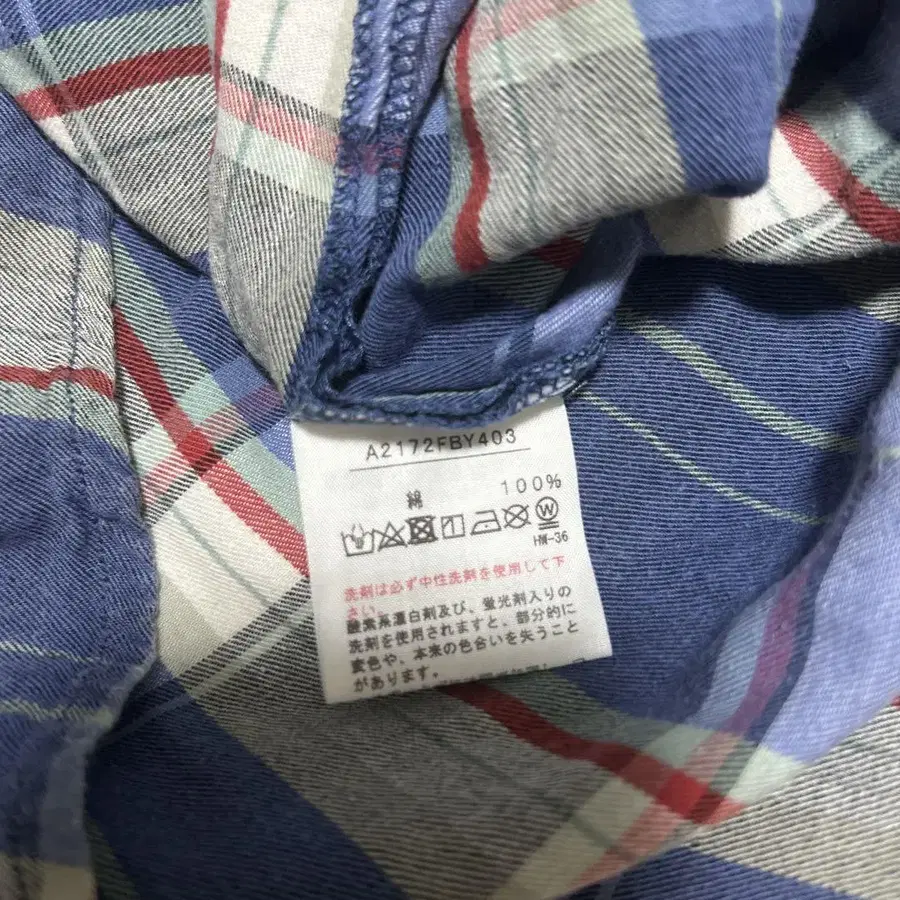 A2172FBY403
綿 100%
W
HW-36
洗剤は必ず中性洗剤を使用して下
さい。
酸素系漂白剤及び、蛍光剤入りの
洗剤を使用されますと、部分的に
変色や、本来の色合いを失うこと
があります。